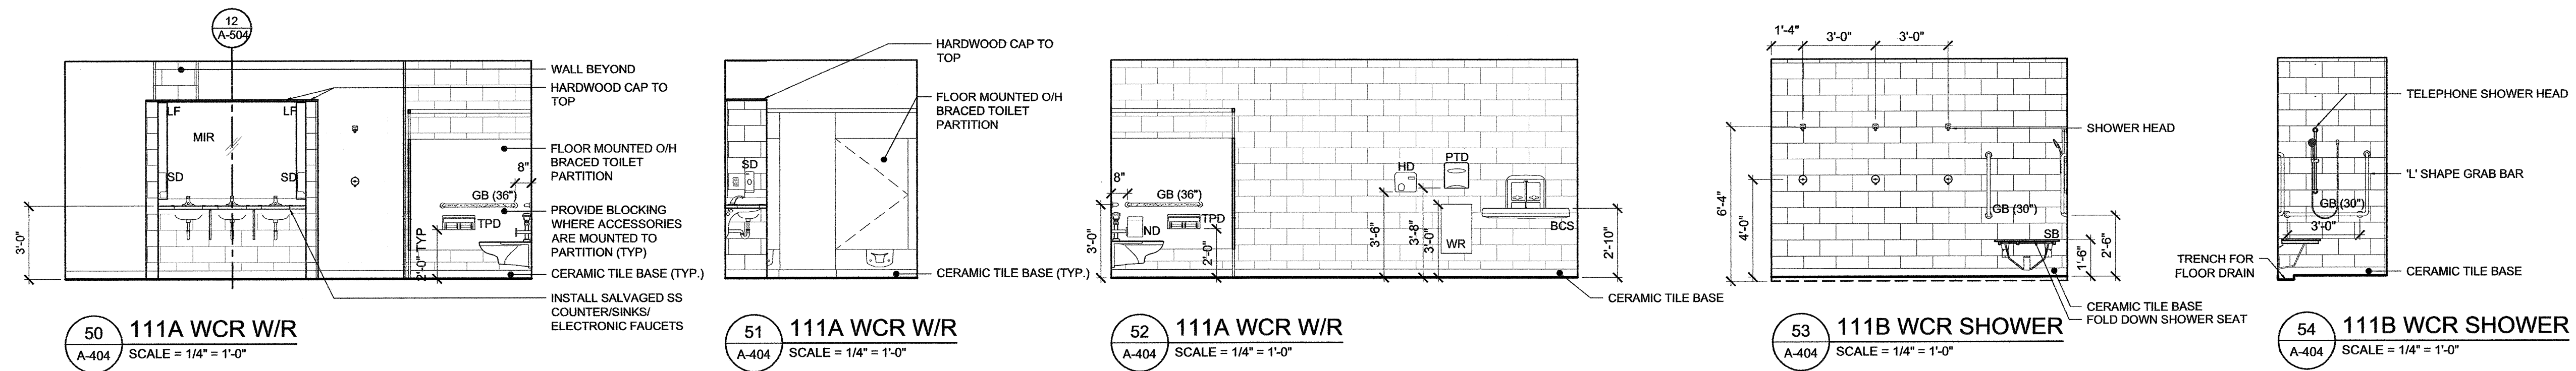 12
A-504
WALL BEYOND
HARDWOOD CAP TO
TOP
LF
LF
MIR
SD
SD
FLOOR MOUNTED O/H
BRACED TOILET
PARTITION
8"
GB (36")
TPD
PROVIDE BLOCKING
WHERE ACCESSORIES
ARE MOUNTED TO
PARTITION (TYP)
3'-0"
2'-0" TYP
CERAMIC TILE BASE (TYP.)
INSTALL SALVAGED SS
COUNTER/SINKS/
ELECTRONIC FAUCETS
50
A-404
111A WCR W/R
SCALE = 1/4" = 1'-0"
HARDWOOD CAP TO
TOP
FLOOR MOUNTED O/H
BRACED TOILET
PARTITION
SD
CERAMIC TILE BASE (TYP.)
51
A-404
111A WCR W/R
SCALE = 1/4" = 1'-0"
8"
GB (36")
ND
TPD
3'-0"
2'-0"
HD
PTD
3'-6"
3'-8"
3'-0"
WR
BCS
2'-10"
CERAMIC TILE BASE
52
A-404
111A WCR W/R
SCALE = 1/4" = 1'-0"
1'-4"
3'-0"
3'-0"
6'-4"
4'-0"
SHOWER HEAD
GB (30")
SB
1'-6"
2'-6"
CERAMIC TILE BASE
FOLD DOWN SHOWER SEAT
53
A-404
111B WCR SHOWER
SCALE = 1/4" = 1'-0"
TELEPHONE SHOWER HEAD
'L' SHAPE GRAB BAR
GB (30")
3'-0"
TRENCH FOR
FLOOR DRAIN
CERAMIC TILE BASE
54
A-404
111B WCR SHOWER
SCALE = 1/4" = 1'-0"